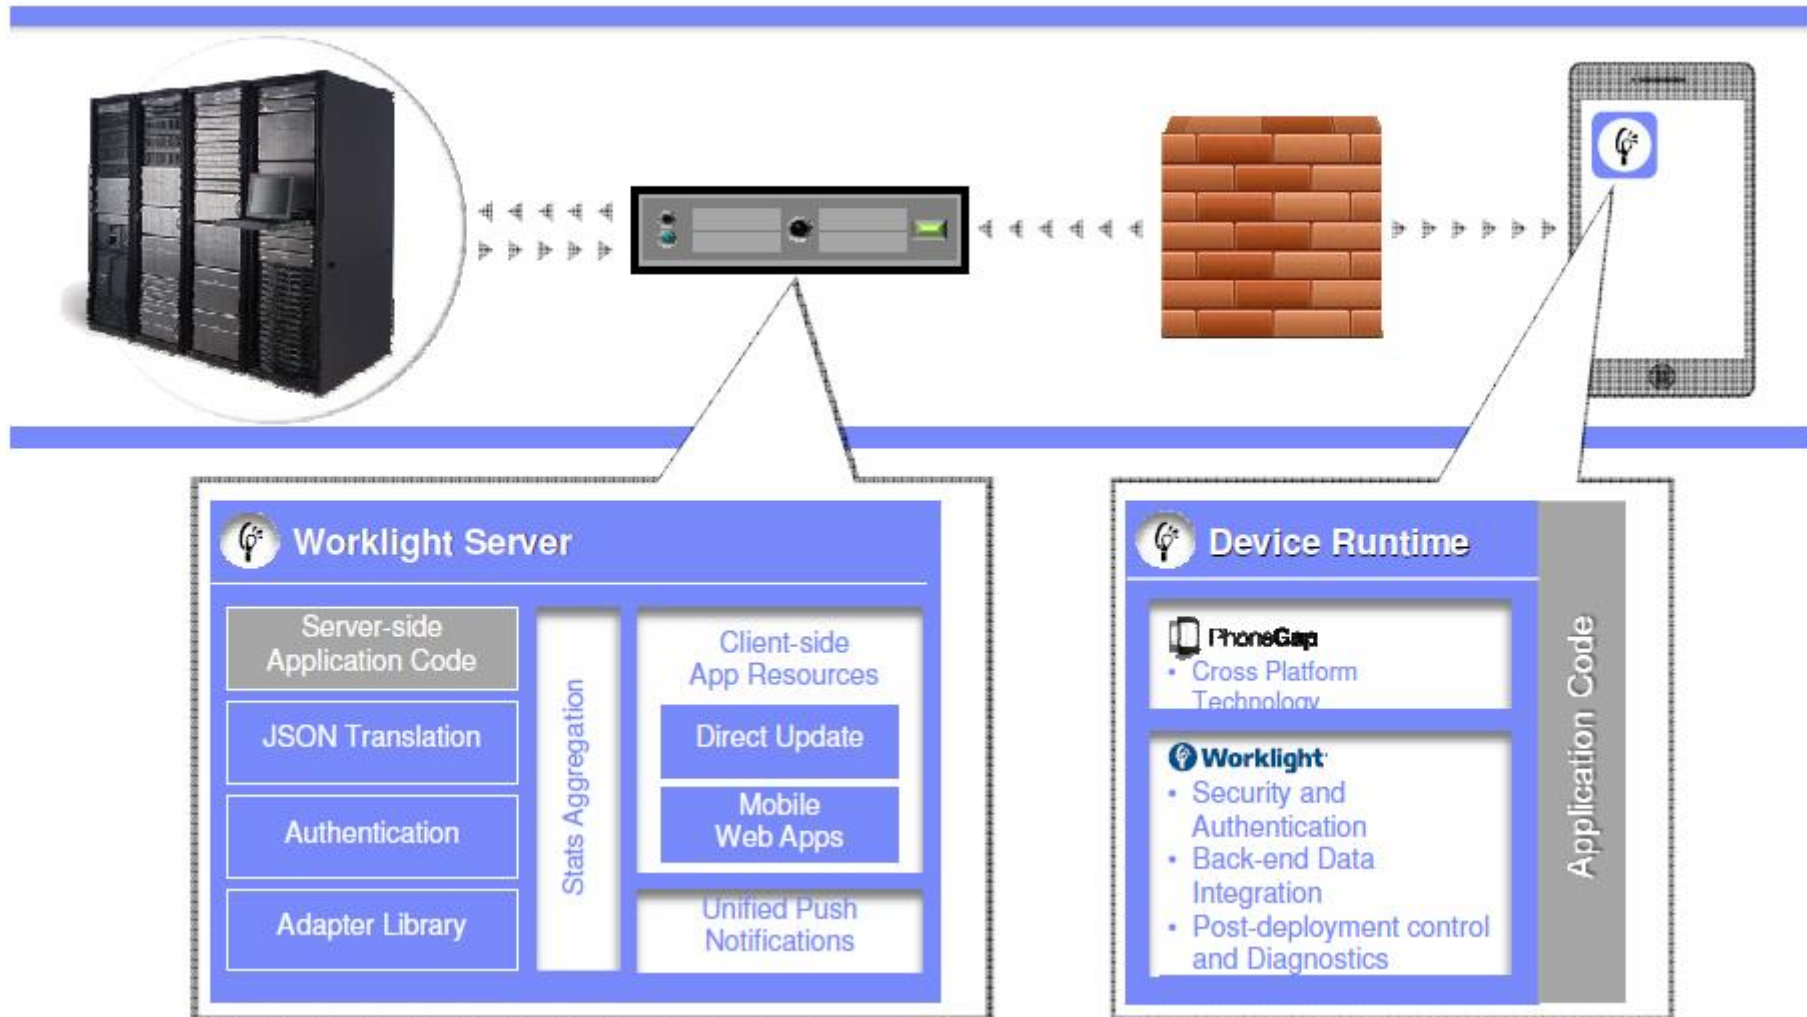 Worklight Server
Server-side
Application Code
JSON Translation
Authentication
Adapter Library
Stats Aggregation
Client-side
App Resources
Direct Update
Mobile
Web Apps
Unified Push
Notifications
Device Runtime
PhoneGap
• Cross Platform
Technology
Worklight
• Security and
Authentication
• Back-end Data
Integration
• Post-deployment control
and Diagnostics
Application Code